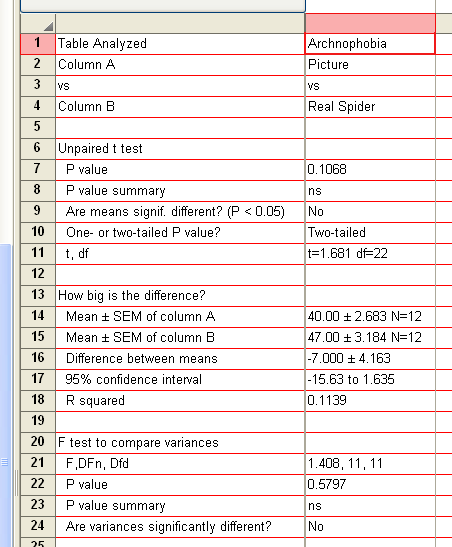 1 Table Analyzed Archnophobia
2 Column A Picture
3 vs vs
4 Column B Real Spider
5
6 Unpaired t test
7 P value 0.1068
8 P value summary ns
9 Are means signif. different? (P < 0.05) No
10 One- or two-tailed P value? Two-tailed
11 t, df t=1.681 df=22
12
13 How big is the difference?
14 Mean ± SEM of column A 40.00 ± 2.683 N=12
15 Mean ± SEM of column B 47.00 ± 3.184 N=12
16 Difference between means -7.000 ± 4.163
17 95% confidence interval -15.63 to 1.635
18 R squared 0.1139
19
20 F test to compare variances
21 F,DFn, Dfd 1.408, 11, 11
22 P value 0.5797
23 P value summary ns
24 Are variances significantly different? No
25